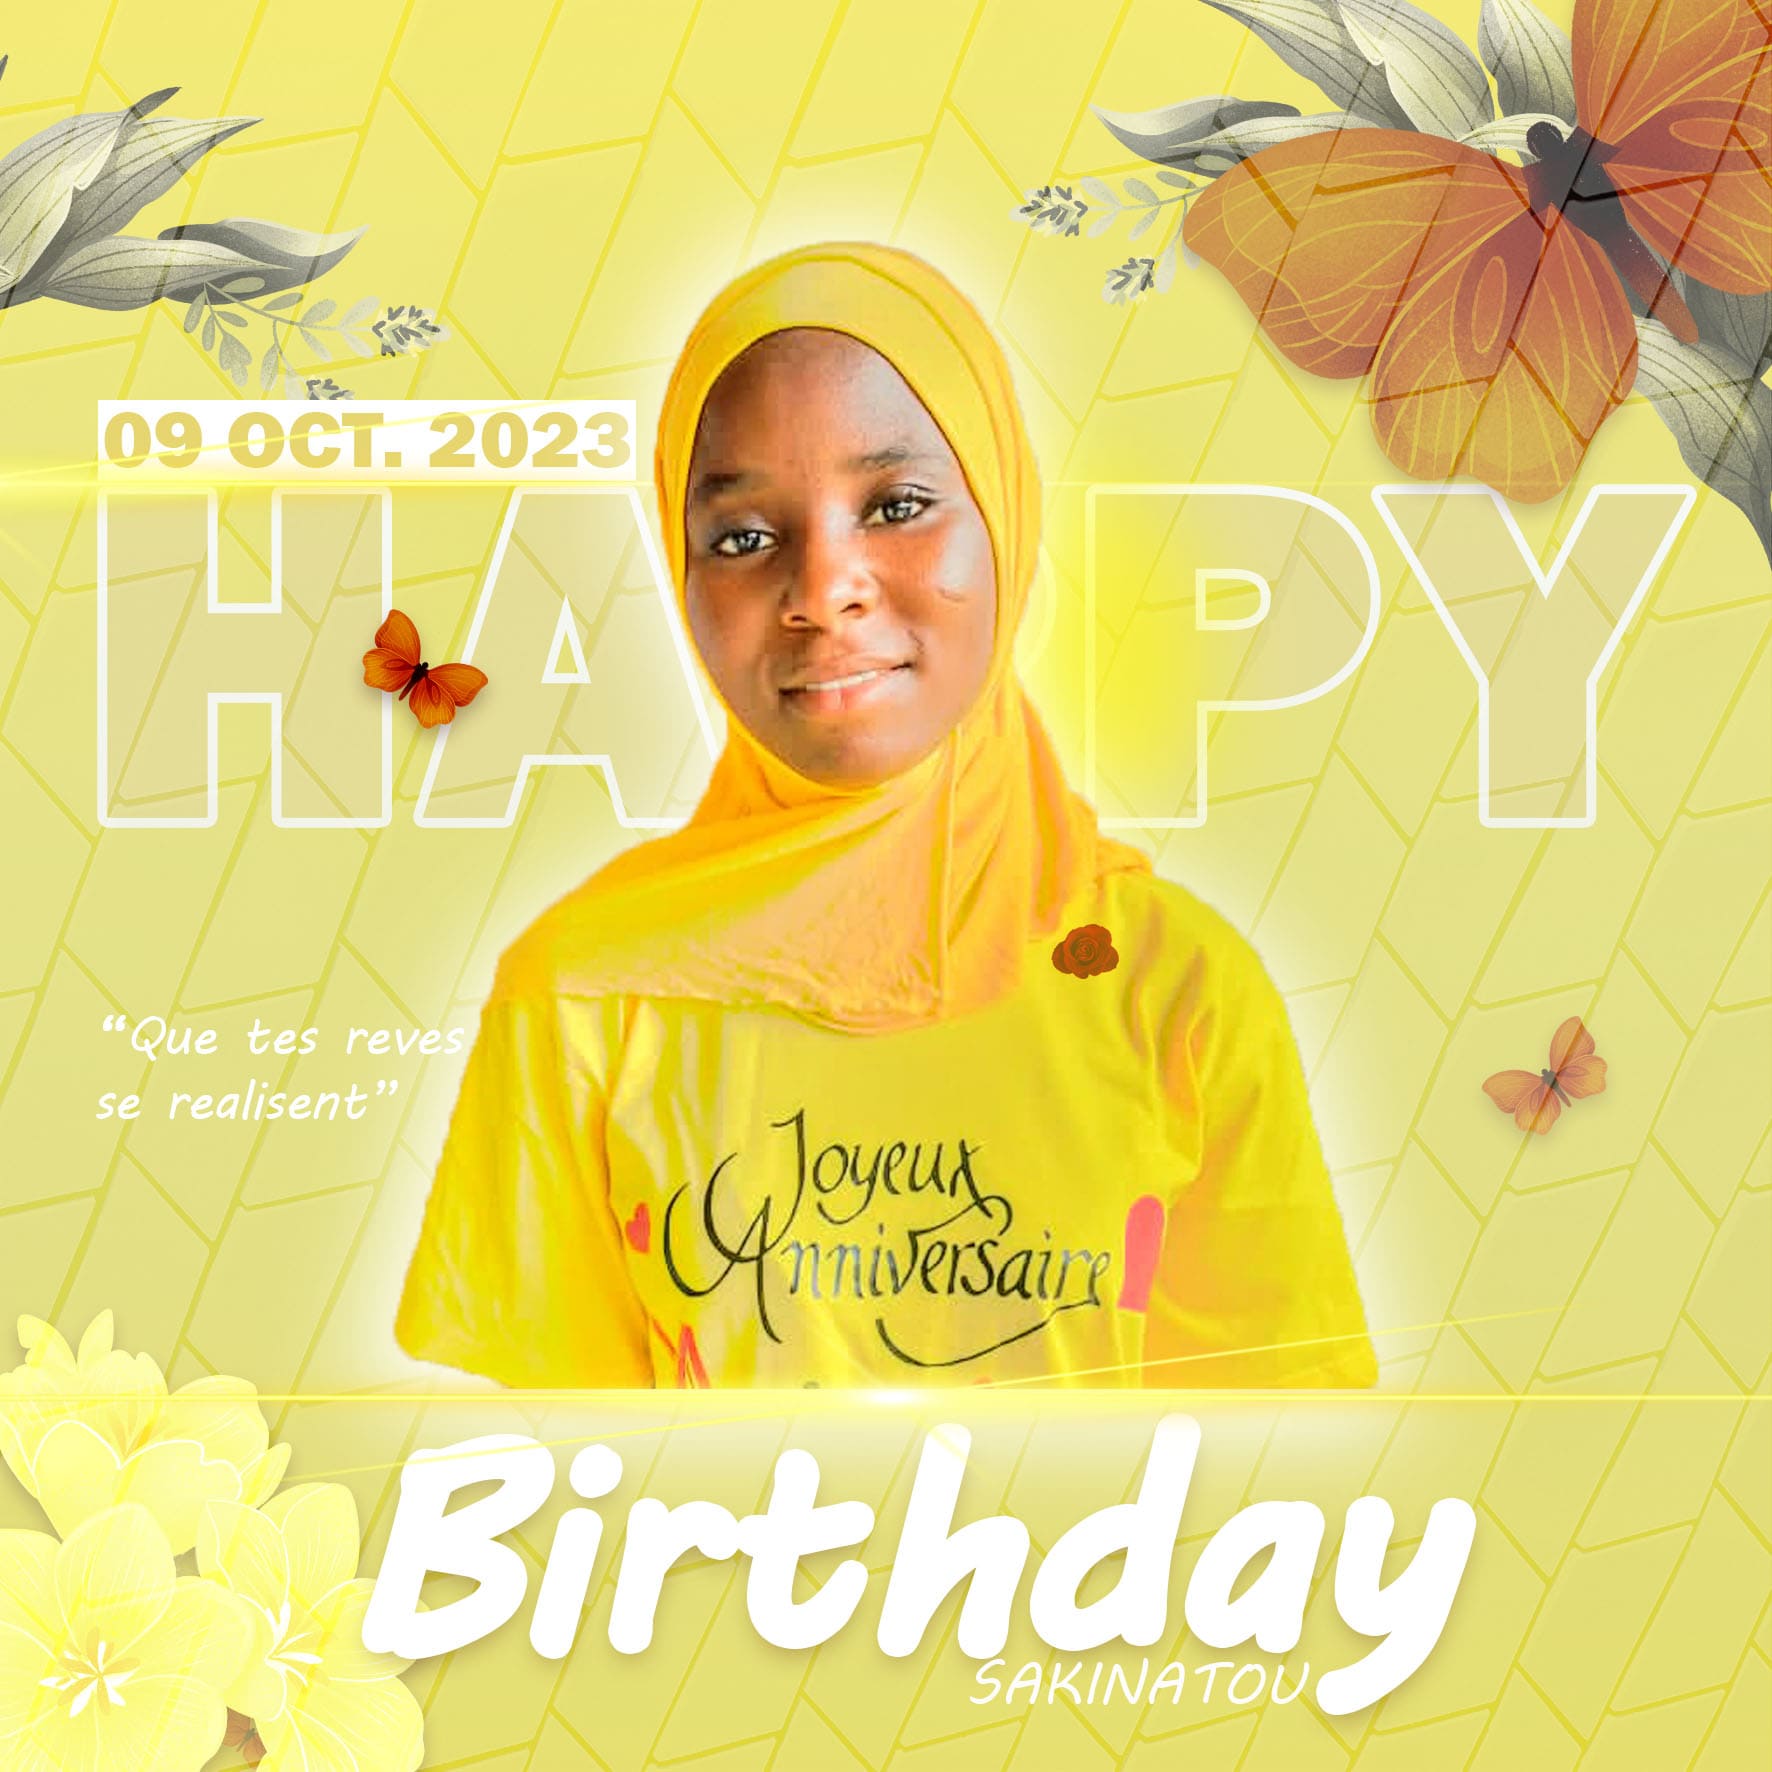 09 OCT. 2023
HAPPY
“Que tes reves
se realisent”
Joyeux
Anniversaire
Birthday
SAKINATOU